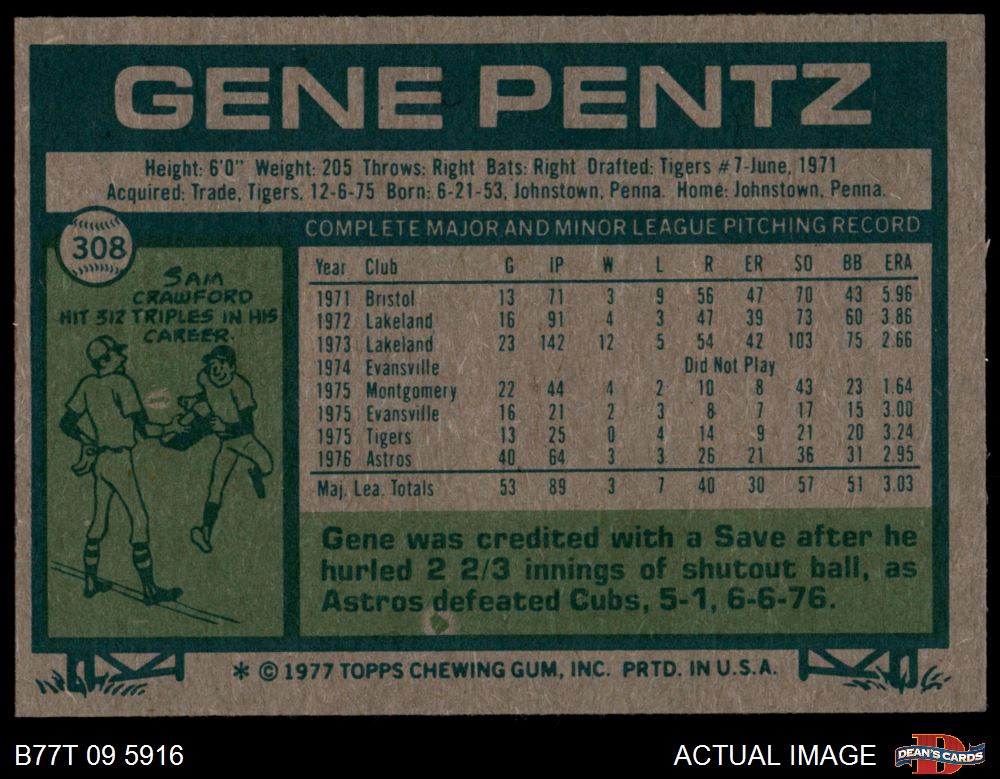 GENE PENTZ
Height: 6'0" Weight: 205 Throws: Right Bats: Right Drafted: Tigers #7-June, 1971
Acquired: Trade, Tigers, 12-6-75 Born: 6-21-53, Johnstown, Penna. Home: Johnstown, Penna.
308
SAM
CRAWFORD
HIT 312 TRIPLES IN HIS
CAREER.
COMPLETE MAJOR AND MINOR LEAGUE PITCHING RECORD
Year Club G IP W L R ER SO BB ERA
1971 Bristol 13 71 3 9 56 47 70 43 5.96
1972 Lakeland 16 91 4 3 47 39 73 60 3.86
1973 Lakeland 23 142 12 5 54 42 103 75 2.66
1974 Evansville Did Not Play
1975 Montgomery 22 44 4 2 10 8 43 23 1.64
1975 Evansville 16 21 2 3 8 7 17 15 3.00
1975 Tigers 13 25 0 4 14 9 21 20 3.24
1976 Astros 40 64 3 3 26 21 36 31 2.95
Maj. Lea. Totals 53 89 3 7 40 30 57 51 3.03
Gene was credited with a Save after he
hurled 2 2/3 innings of shutout ball, as
Astros defeated Cubs, 5-1, 6-6-76.
* © 1977 TOPPS CHEWING GUM, INC. PRTD. IN U.S.A.
B77T 09 5916
ACTUAL IMAGE
D
DEAN'S CARDS